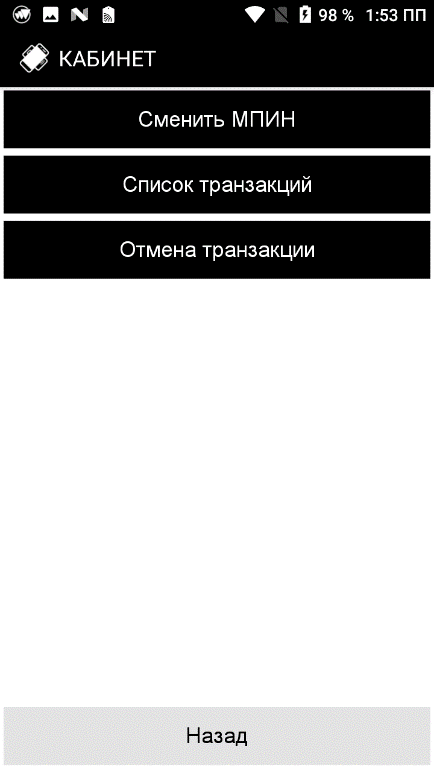 98 % 1:53 ПП
КАБИНЕТ
Сменить МПИН
Список транзакций
Отмена транзакции
Назад